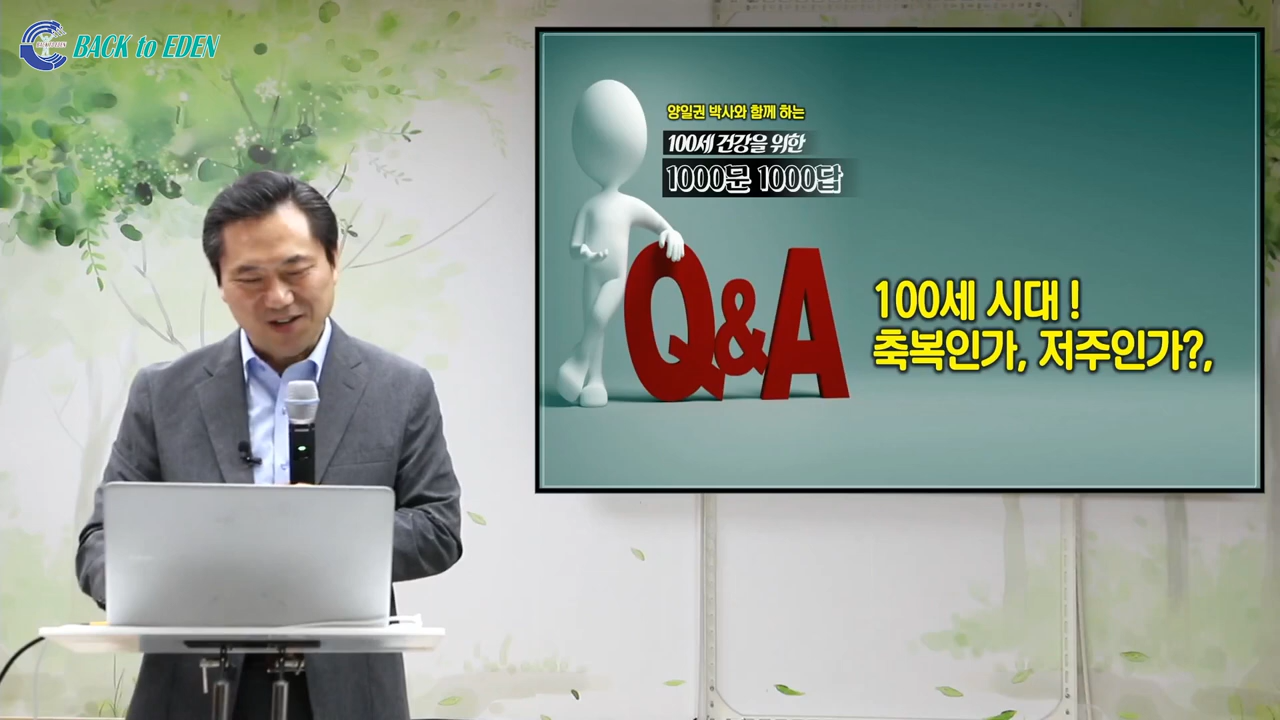 BACK to EDEN
양일권 박사와 함께 하는
100세 건강을 위한
1000문 1000답
Q&A
100세 시대 !
축복인가, 저주인가?,